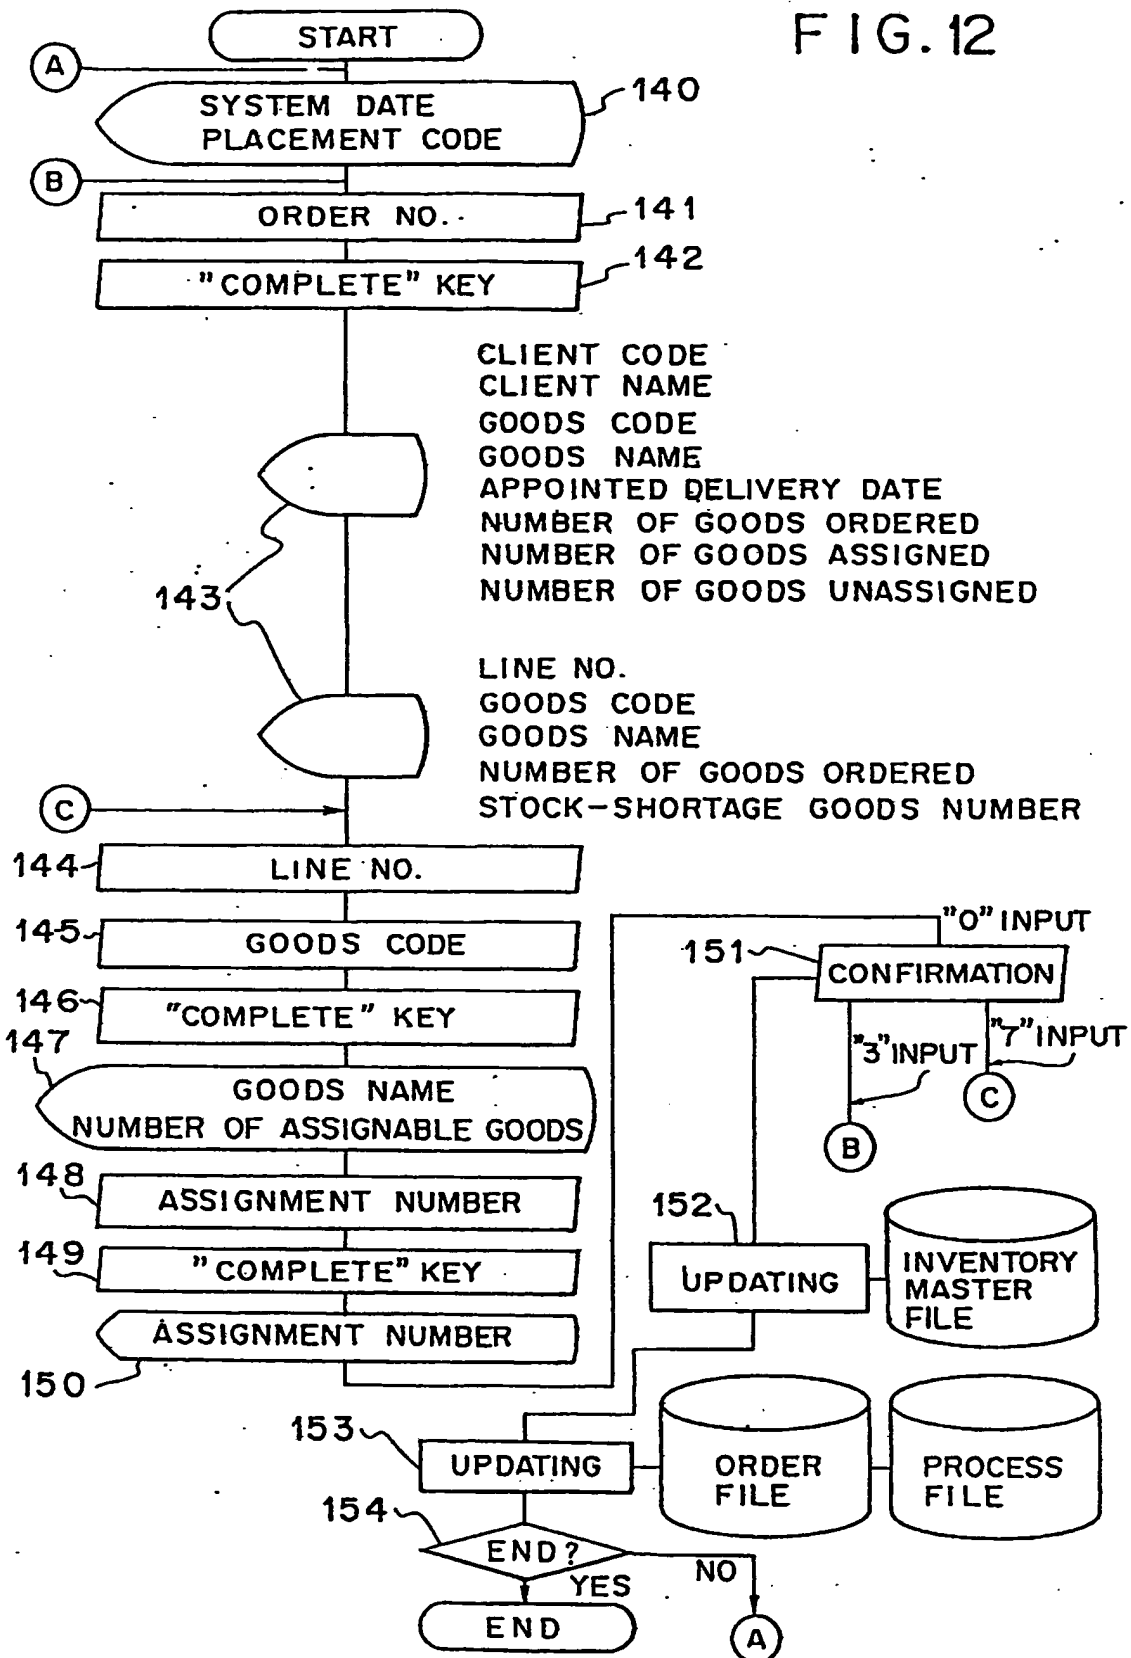 FIG. 12
START
A
SYSTEM DATE
PLACEMENT CODE
140
B
ORDER NO.
141
"COMPLETE" KEY
142
CLIENT CODE
CLIENT NAME
GOODS CODE
GOODS NAME
APPOINTED DELIVERY DATE
NUMBER OF GOODS ORDERED
NUMBER OF GOODS ASSIGNED
NUMBER OF GOODS UNASSIGNED
143
LINE NO.
GOODS CODE
GOODS NAME
NUMBER OF GOODS ORDERED
STOCK-SHORTAGE GOODS NUMBER
C
144
LINE NO.
145
GOODS CODE
146
"COMPLETE" KEY
147
GOODS NAME
NUMBER OF ASSIGNABLE GOODS
148
ASSIGNMENT NUMBER
149
"COMPLETE" KEY
ASSIGNMENT NUMBER
150
"0" INPUT
151
CONFIRMATION
"3" INPUT
"7" INPUT
C
B
152
UPDATING
INVENTORY
MASTER
FILE
153
UPDATING
ORDER
FILE
PROCESS
FILE
154
END?
YES
NO
END
A